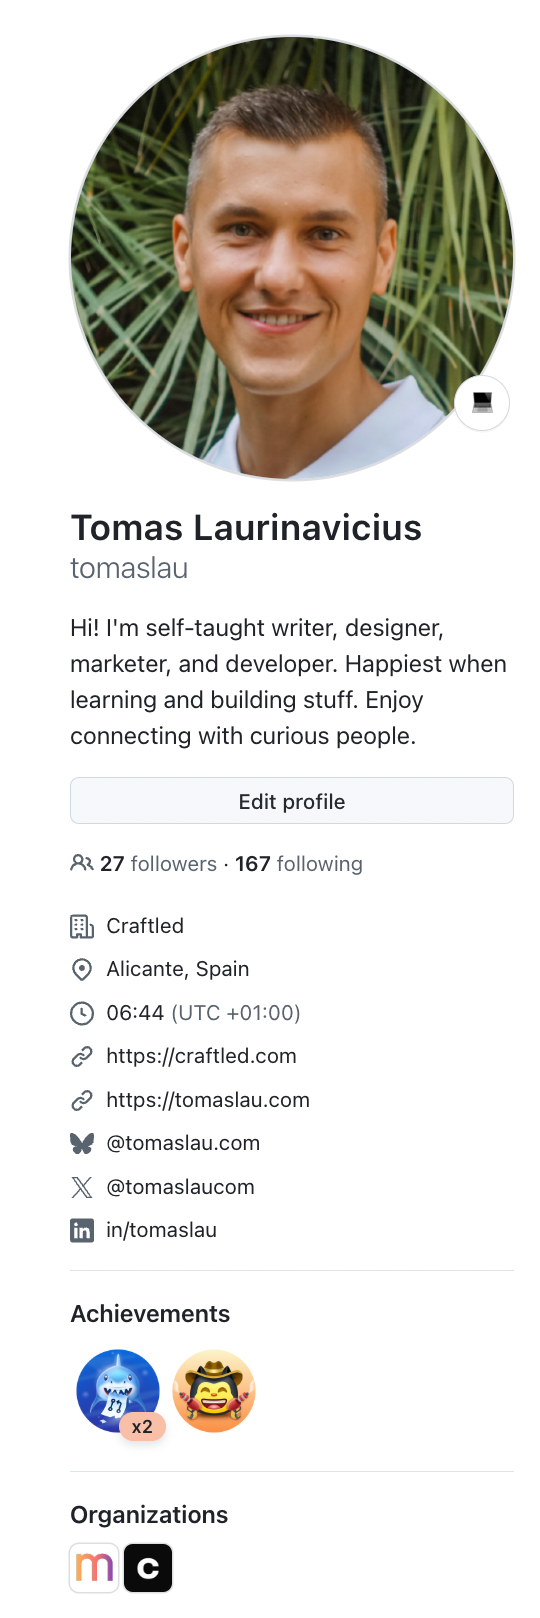 Tomas Laurinavicius
tomaslau
Hi! I'm self-taught writer, designer,
marketer, and developer. Happiest when
learning and building stuff. Enjoy
connecting with curious people.
Edit profile
27 followers · 167 following
Craftled
Alicante, Spain
06:44 (UTC +01:00)
https://craftled.com
https://tomaslau.com
@tomaslau.com
@tomaslaucom
in/tomaslau
Achievements
x2
Organizations
m c